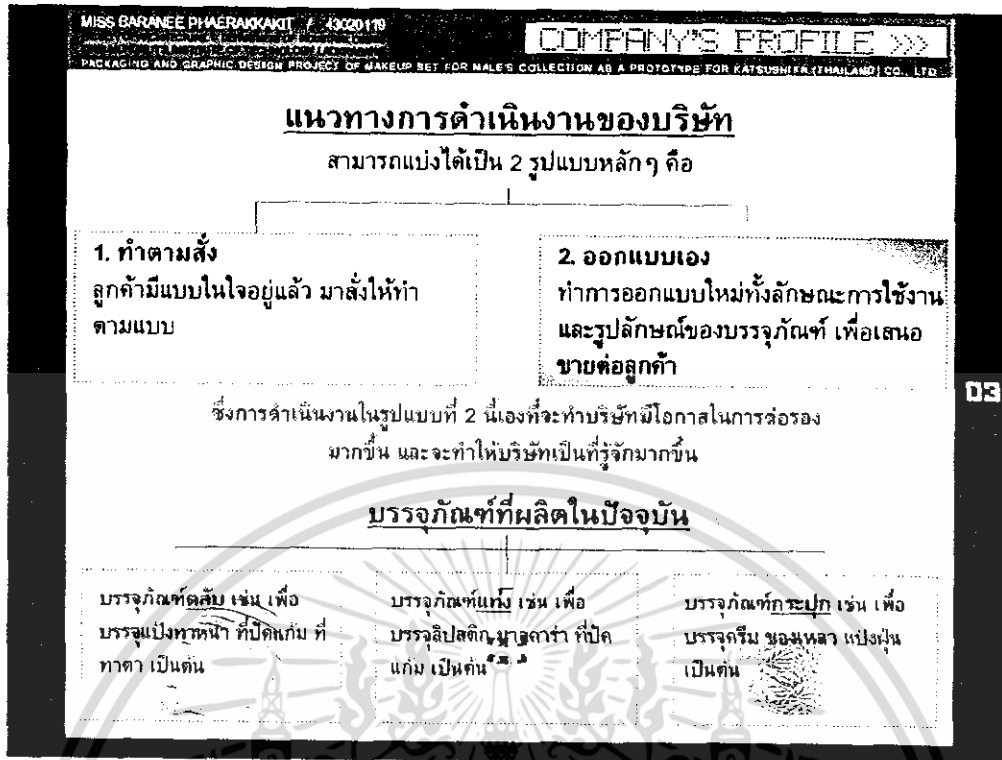 MISS BARANEE PHAERAKKAKIT / 43020119
COMPANY'S PROFILE >>>
PACKAGING AND GRAPHIC DESIGN PROJECT OF MAKEUP SET FOR MALE'S COLLECTION AS A PROTOTYPE FOR KATSUSHIKA (THAILAND) CO., LTD.
แนวทางการดำเนินงานของบริษัท
สามารถแบ่งได้เป็น 2 รูปแบบหลักๆ คือ
1. ทำตามสั่ง
ลูกค้ามีแบบในใจอยู่แล้ว มาสั่งให้ทำ
ตามแบบ
2. ออกแบบเอง
ทำการออกแบบใหม่ทั้งลักษณะการใช้งาน
และรูปลักษณ์ของบรรจุภัณฑ์ เพื่อเสนอ
ขายต่อลูกค้า
03
ซึ่งการดำเนินงานในรูปแบบที่ 2 นี้เองที่จะทำบริษัทมีโอกาสในการต่อรอง
มากขึ้น และจะทำให้บริษัทเป็นที่รู้จักมากขึ้น
บรรจุภัณฑ์ที่ผลิตในปัจจุบัน
บรรจุภัณฑ์ตลับ เช่น เพื่อ
บรรจุแป้งทาหน้า ที่ปัดแก้ม ที่
ทาตา เป็นต้น
บรรจุภัณฑ์แท่ง เช่น เพื่อ
บรรจุลิปสติก มาสคาร่า ที่ปัด
แก้ม เป็นต้น
บรรจุภัณฑ์กระปุก เช่น เพื่อ
บรรจุครีม ของเหลว แป้งฝุ่น
เป็นต้น